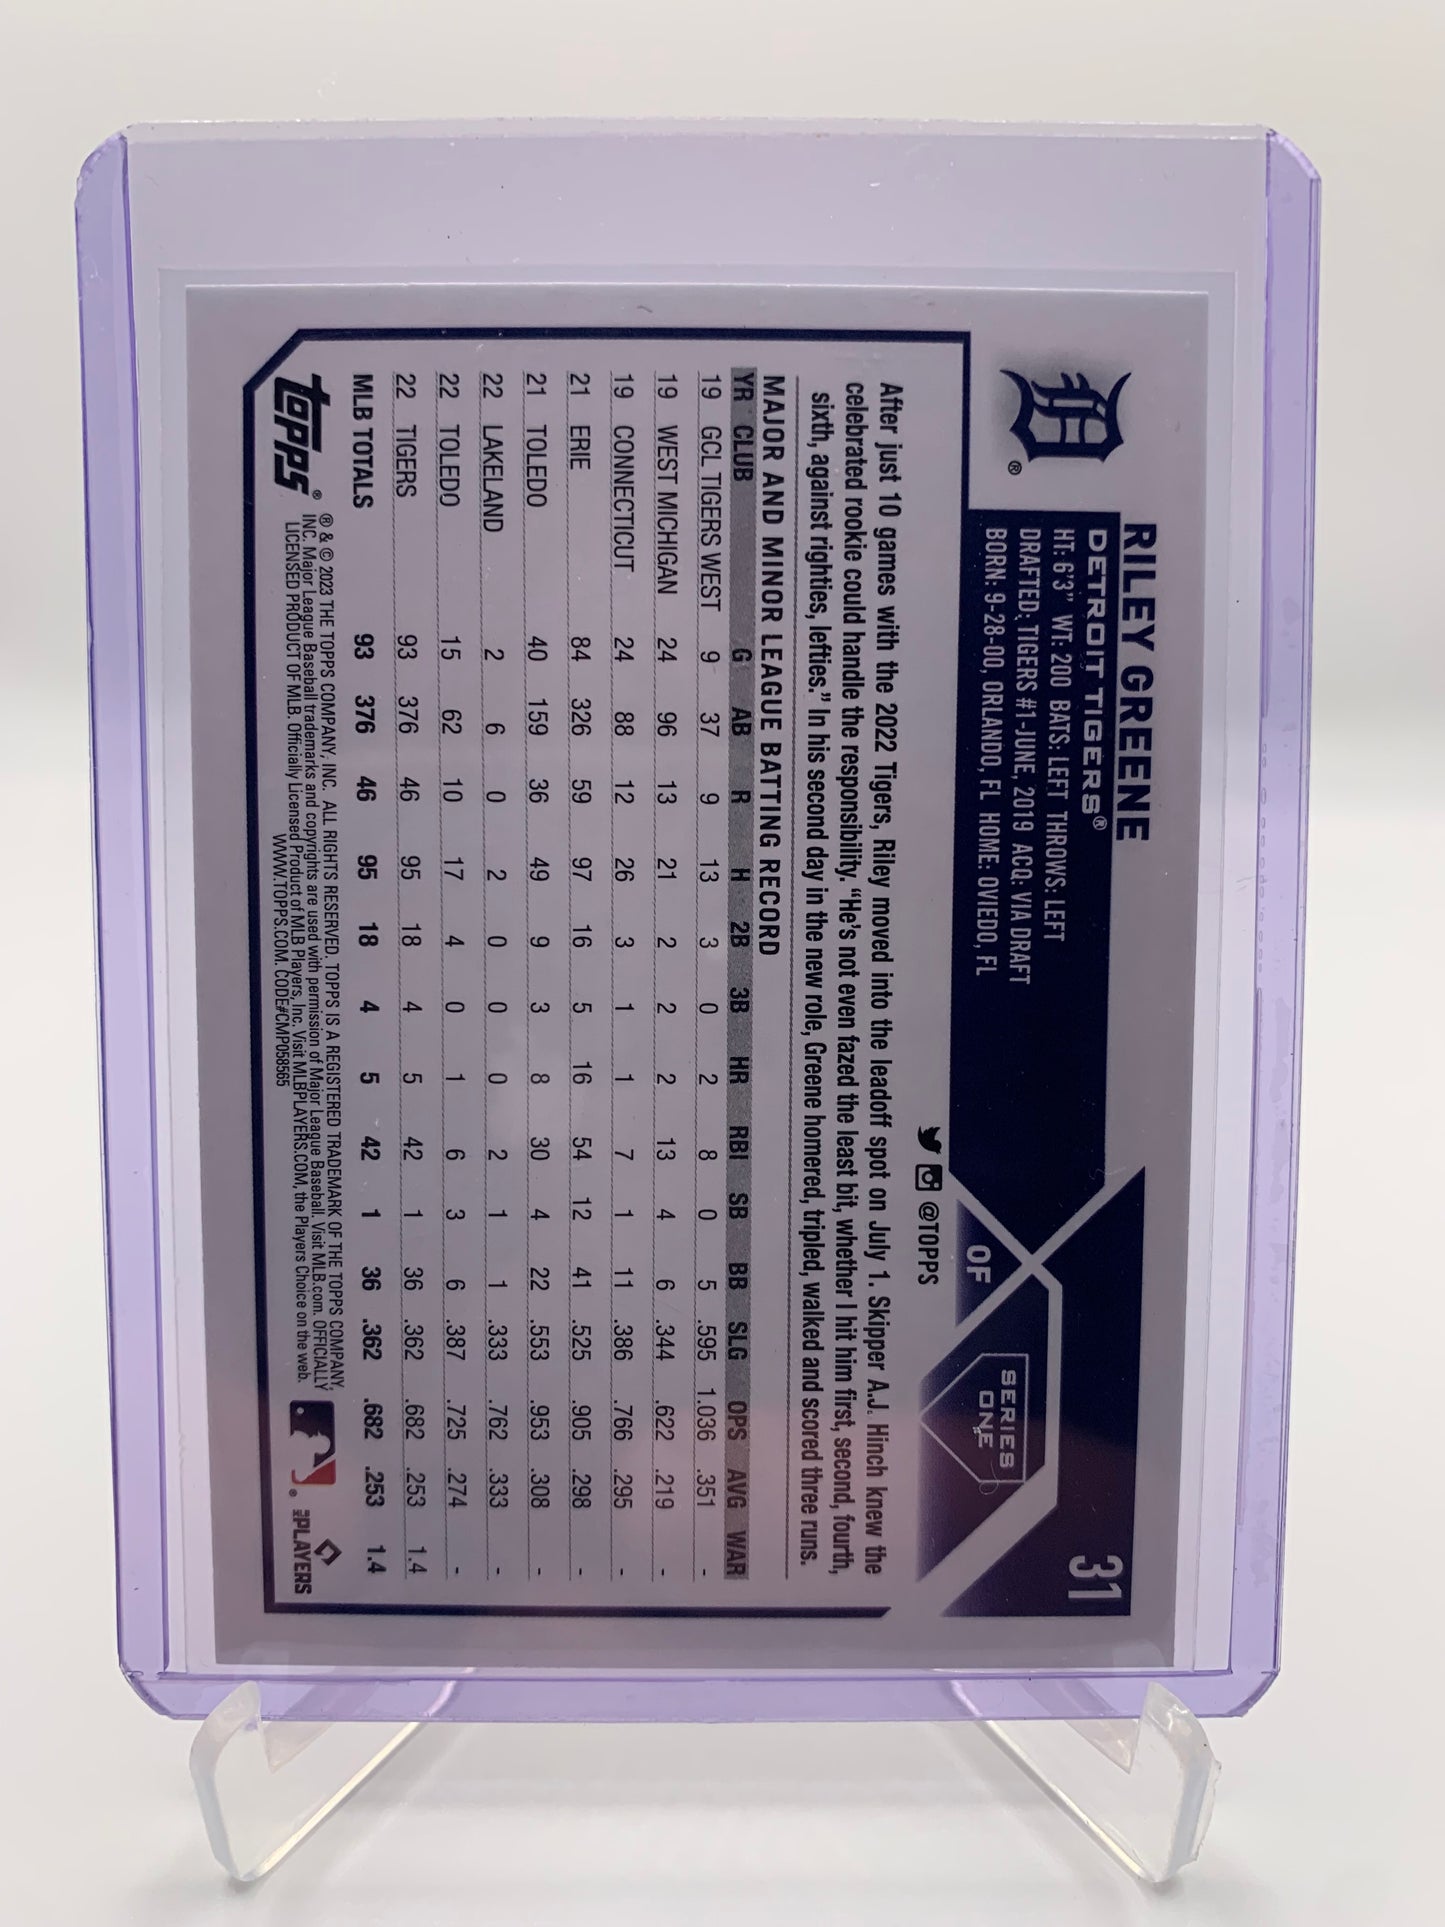 31
RILEY GREENE
DETROIT TIGERS®
HT: 6'3" WT: 200 BATS: LEFT THROWS: LEFT
DRAFTED: TIGERS #1-JUNE, 2019 ACQ: VIA DRAFT
BORN: 9-28-00, ORLANDO, FL HOME: OVIEDO, FL
®
OF
SERIES
ONE
@TOPPS
After just 10 games with the 2022 Tigers, Riley moved into the leadoff spot on July 1. Skipper A.J. Hinch knew the
celebrated rookie could handle the responsibility. “He's not even fazed the least bit, whether I hit him first, second, fourth,
sixth, against righties, lefties.” In his second day in the new role, Greene homered, tripled, walked and scored three runs.
MAJOR AND MINOR LEAGUE BATTING RECORD
YR CLUB G AB R H 2B 3B HR RBI SB BB SLG OPS AVG WAR
19 GCL TIGERS WEST 9 37 9 13 3 0 2 8 0 5 .595 1.036 .351 -
19 WEST MICHIGAN 24 96 13 21 2 2 2 13 4 6 .344 .622 .219 -
19 CONNECTICUT 24 88 12 26 3 1 1 7 1 11 .386 .766 .295 -
21 ERIE 84 326 59 97 16 5 16 54 12 41 .525 .905 .298 -
21 TOLEDO 40 159 36 49 9 3 8 30 4 22 .553 .953 .308 -
22 LAKELAND 2 6 0 2 0 0 0 2 1 1 .333 .762 .333 -
22 TOLEDO 15 62 10 17 4 0 1 6 3 6 .387 .725 .274 -
22 TIGERS 93 376 46 95 18 4 5 42 1 36 .362 .682 .253 1.4
MLB TOTALS 93 376 46 95 18 4 5 42 1 36 .362 .682 .253 1.4
topps®
® & © 2023 THE TOPPS COMPANY, INC. ALL RIGHTS RESERVED. TOPPS IS A REGISTERED TRADEMARK OF THE TOPPS COMPANY,
INC. Major League Baseball trademarks and copyrights are used with permission of Major League Baseball. Visit MLB.com. OFFICIALLY
LICENSED PRODUCT OF MLB. Officially Licensed Product of MLB Players, Inc. Visit MLBPLAYERS.COM, the Players Choice on the web.
WWW.TOPPS.COM. CODE#CMP058565
®
MLB PLAYERS